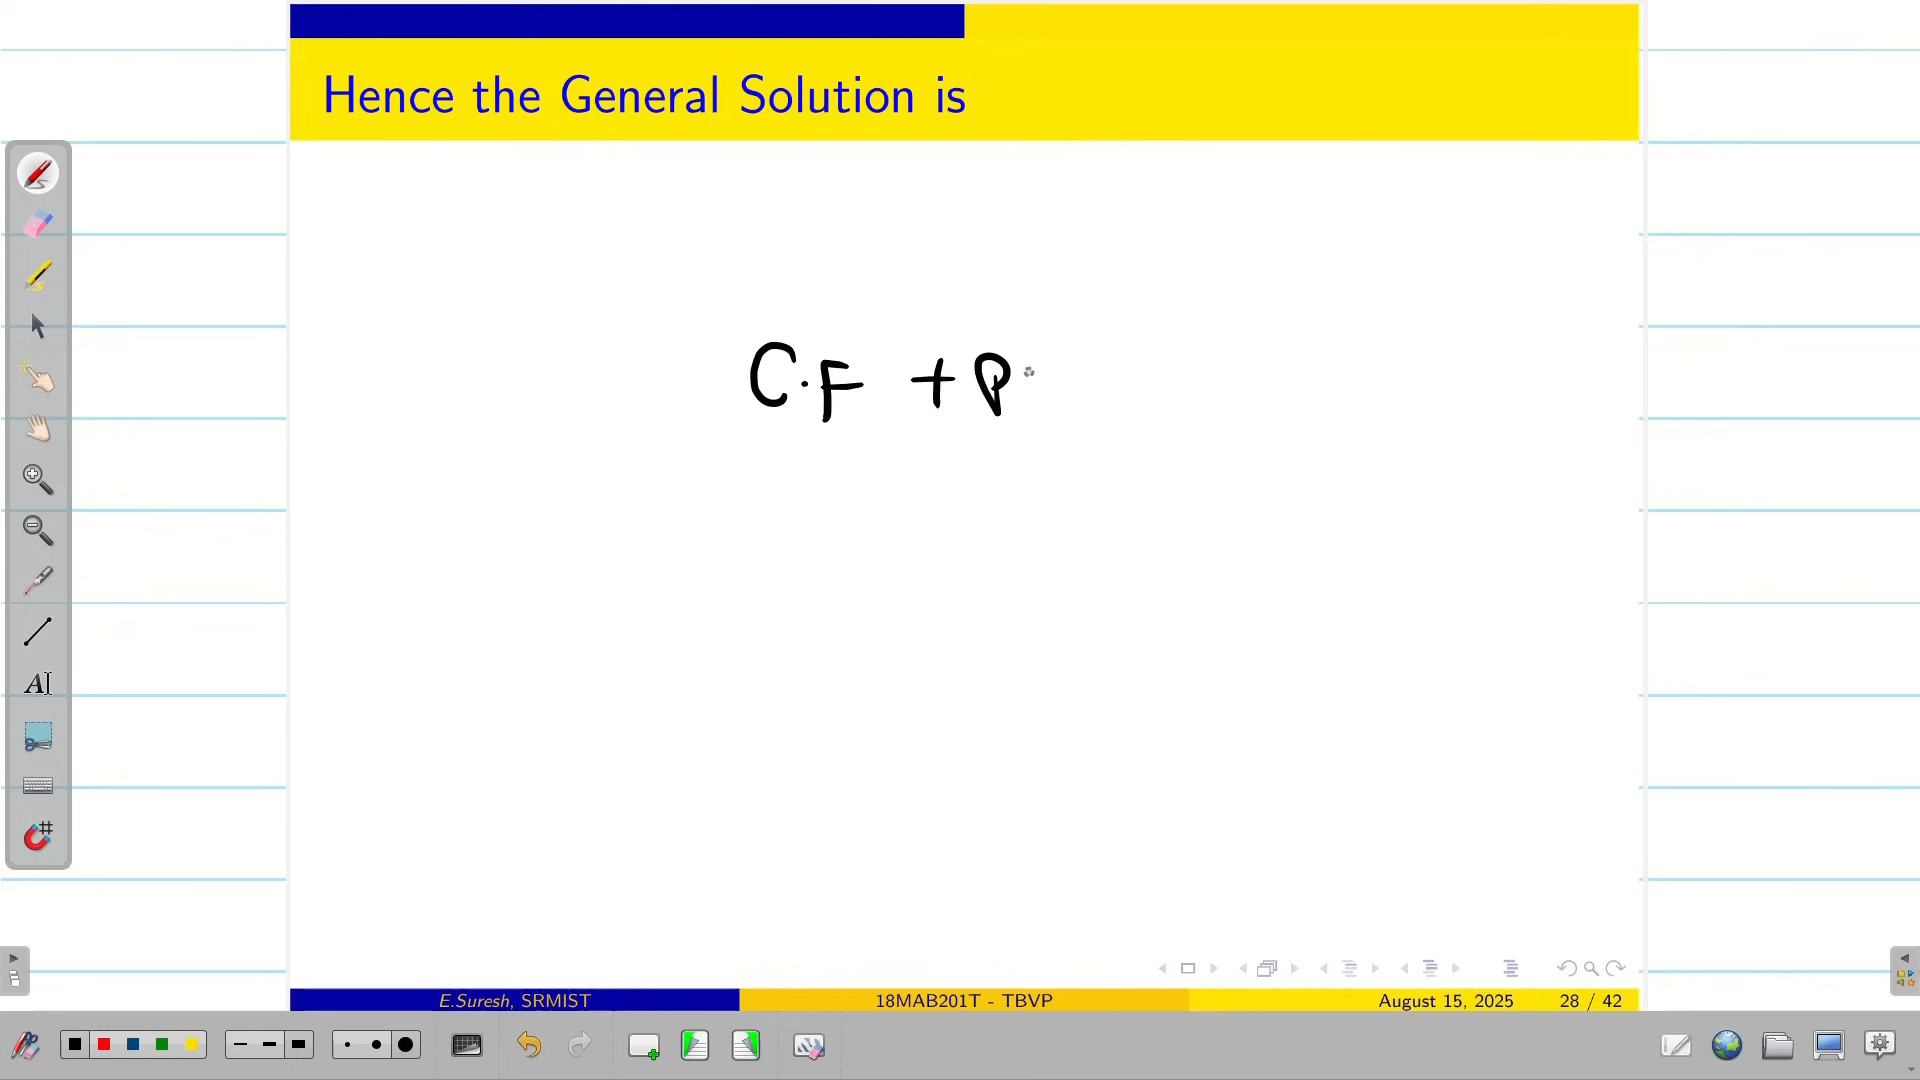 Hence the General Solution is
C.F + P
E.Suresh, SRMIST 18MAB201T - TBVP August 15, 2025 28 / 42